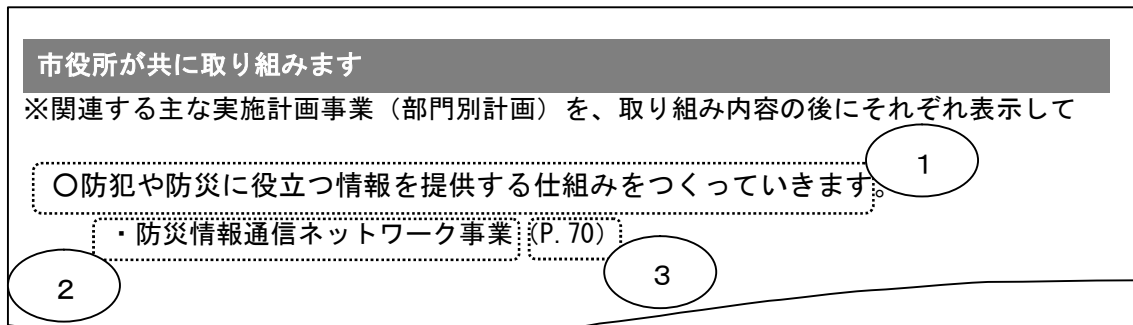 市役所が共に取り組みます
※関連する主な実施計画事業（部門別計画）を、取り組み内容の後にそれぞれ表示して
1
○防犯や防災に役立つ情報を提供する仕組みをつくっていきます。
・防災情報通信ネットワーク事業（P.70）
2
3